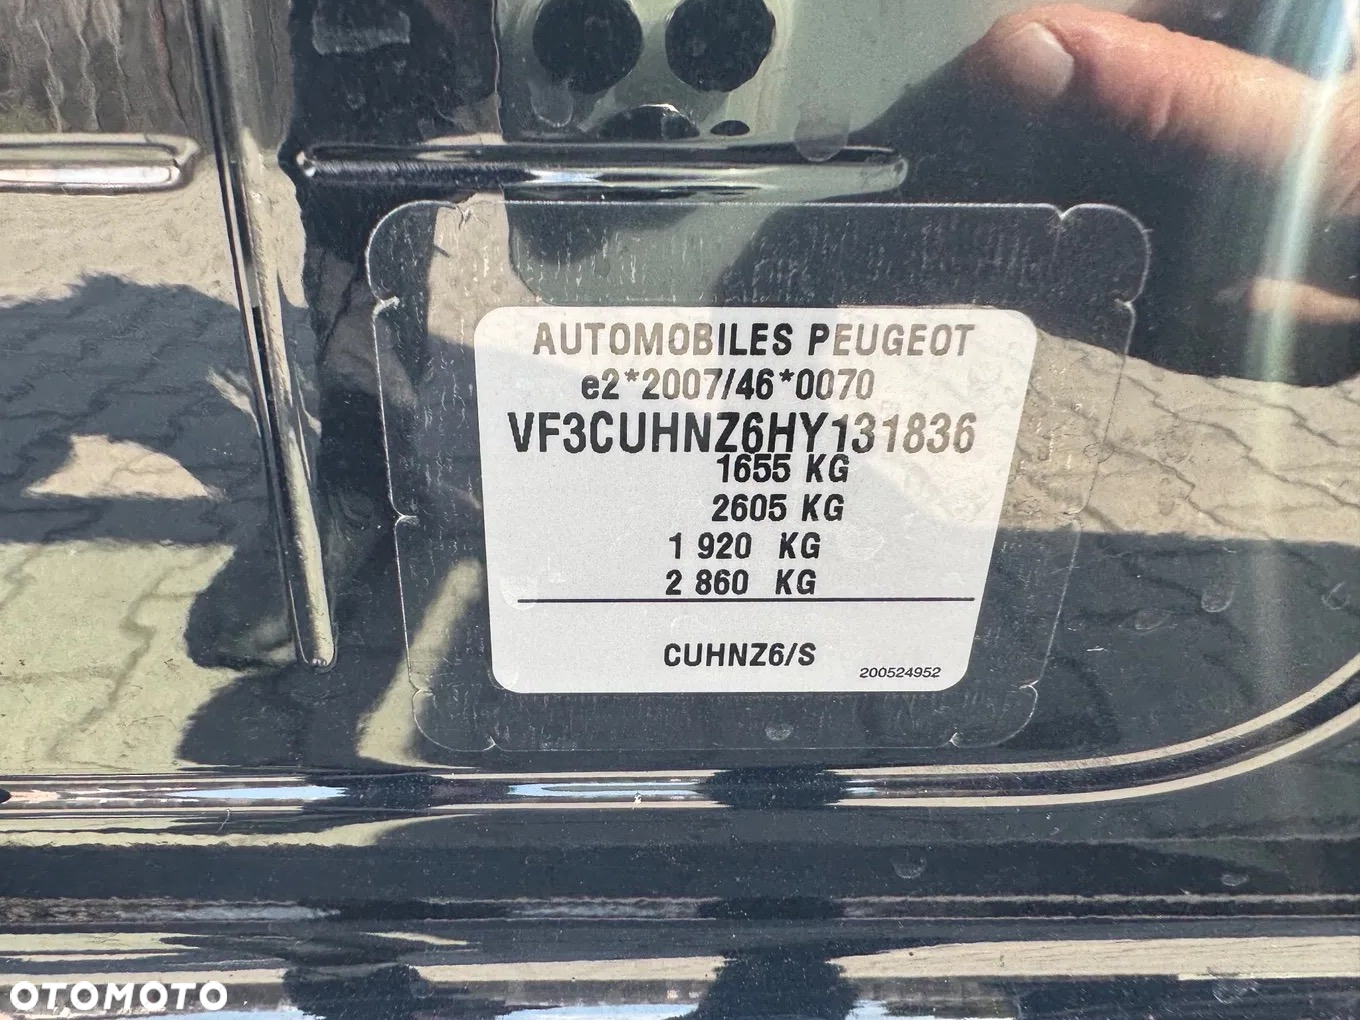 AUTOMOBILES PEUGEOT
e2*2007/46*0070
VF3CUHNZ6HY131836
1655 KG
2605 KG
1 920 KG
2 860 KG
CUHNZ6/S
200524952
OTOMOTO